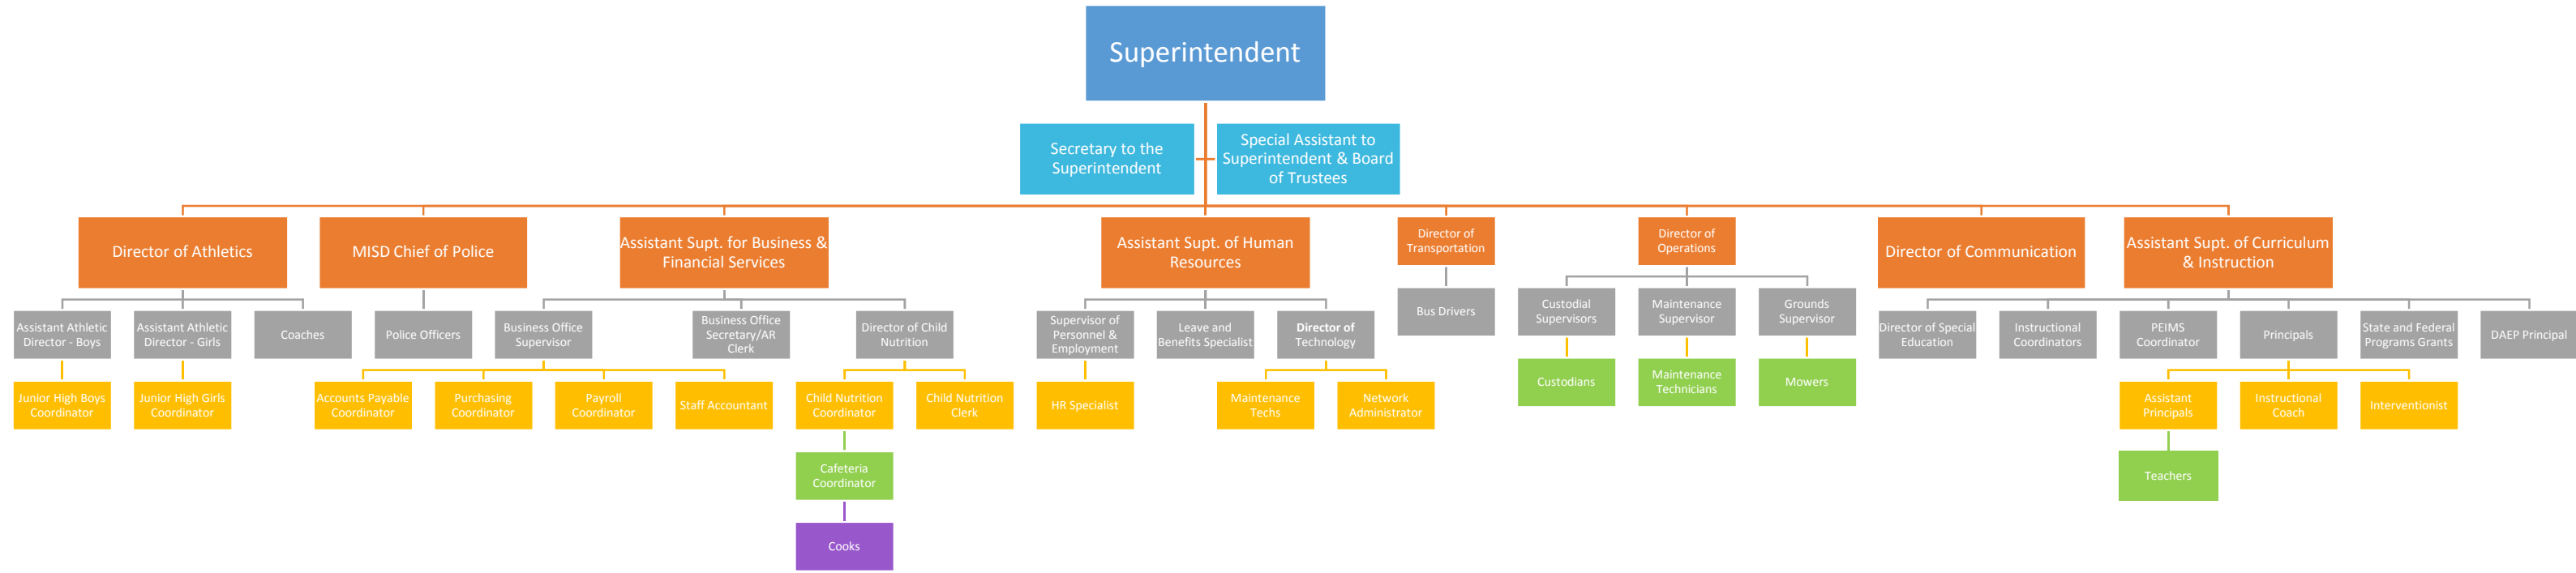 Superintendent
Secretary to the
Superintendent
Special Assistant to
Superintendent & Board
of Trustees
Director of Athletics
MISD Chief of Police
Assistant Supt. for Business &
Financial Services
Assistant Supt. of Human
Resources
Director of
Transportation
Director of
Operations
Director of Communication
Assistant Supt. of Curriculum
& Instruction
Assistant Athletic
Director - Boys
Assistant Athletic
Director - Girls
Coaches
Police Officers
Business Office
Supervisor
Business Office
Secretary/AR
Clerk
Director of Child
Nutrition
Supervisor of
Personnel &
Employment
Leave and
Benefits Specialist
Director of
Technology
Bus Drivers
Custodial
Supervisors
Maintenance
Supervisor
Grounds
Supervisor
Director of Special
Education
Instructional
Coordinators
PEIMS
Coordinator
Principals
State and Federal
Programs Grants
DAEP Principal
Junior High Boys
Coordinator
Junior High Girls
Coordinator
Accounts Payable
Coordinator
Purchasing
Coordinator
Payroll
Coordinator
Staff Accountant
Child Nutrition
Coordinator
Child Nutrition
Clerk
HR Specialist
Maintenance
Techs
Network
Administrator
Custodians
Maintenance
Technicians
Mowers
Assistant
Principals
Instructional
Coach
Interventionist
Cafeteria
Coordinator
Teachers
Cooks